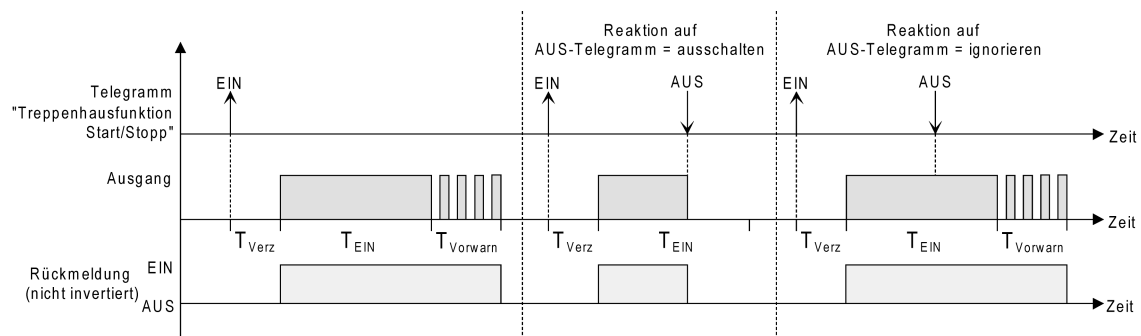 Reaktion auf
AUS-Telegramm = ausschalten
Reaktion auf
AUS-Telegramm = ignorieren
Telegramm
"Treppenhausfunktion
Start/Stopp"
EIN
EIN
AUS
EIN
AUS
Zeit
Ausgang
Zeit
T Verz
T EIN
T Vorwarn
T Verz
T EIN
T Verz
T EIN
T Vorwarn
Rückmeldung
(nicht invertiert)
EIN
AUS
Zeit